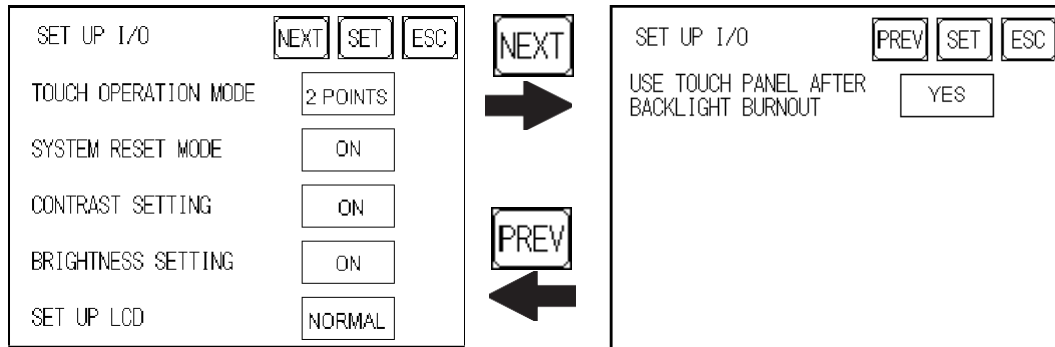 SET UP I/O NEXT SET ESC
TOUCH OPERATION MODE 2 POINTS
SYSTEM RESET MODE ON
CONTRAST SETTING ON
BRIGHTNESS SETTING ON
SET UP LCD NORMAL
NEXT
PREV
SET UP I/O PREV SET ESC
USE TOUCH PANEL AFTER
BACKLIGHT BURNOUT YES